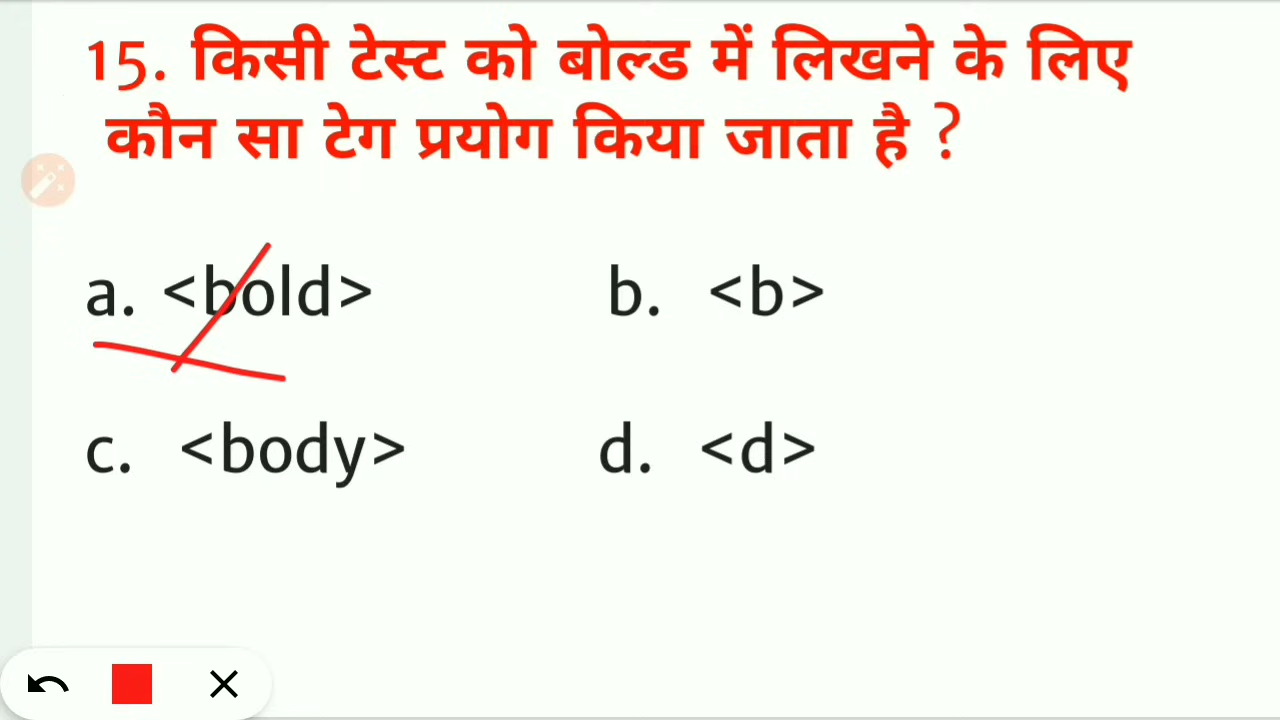 15. किसी टेस्ट को बोल्ड में लिखने के लिए
कौन सा टेग प्रयोग किया जाता है ?
a. <bold> b. <b>
c. <body> d. <d>